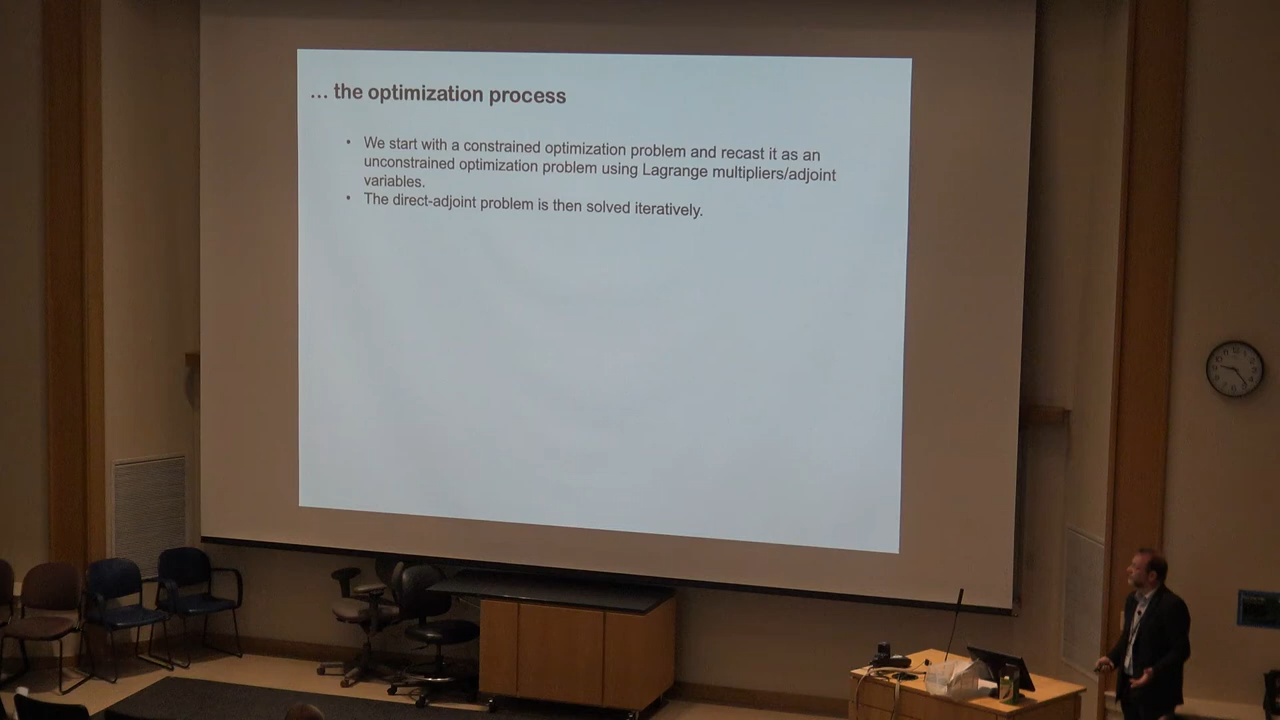 ... the optimization process
• We start with a constrained optimization problem and recast it as an
unconstrained optimization problem using Lagrange multipliers/adjoint
variables.
• The direct-adjoint problem is then solved iteratively.